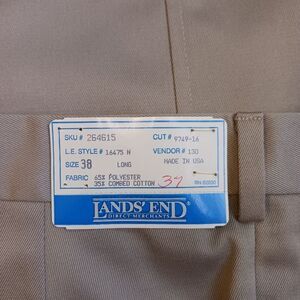 SKU # 264615 CUT # 9749-16
L.E. STYLE # 16475 N VENDOR # 130
SIZE 38 LONG MADE IN USA
FABRIC 65% POLYESTER
35% COMBED COTTON 37
LANDS' END
DIRECT MERCHANTS